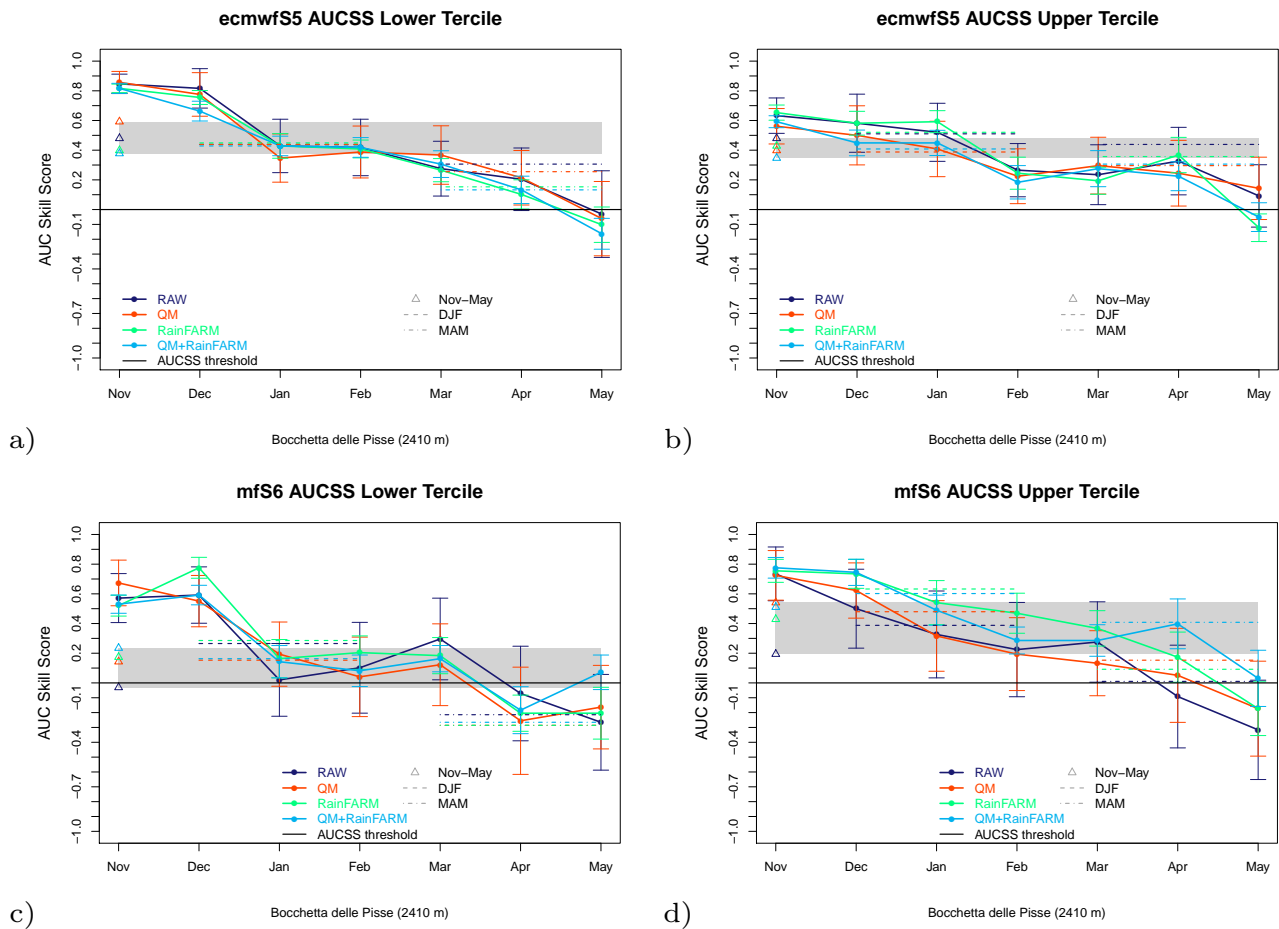 ecmwfS5 AUCSS Lower Tercile
AUC Skill Score
1.0
0.8
0.6
0.4
0.2
−0.1
−0.4
−0.7
−1.0
RAW
QM
RainFARM
QM+RainFARM
AUCSS threshold
Nov−May
DJF
MAM
Nov Dec Jan Feb Mar Apr May
Bocchetta delle Pisse (2410 m)
a)
ecmwfS5 AUCSS Upper Tercile
AUC Skill Score
1.0
0.8
0.6
0.4
0.2
−0.1
−0.4
−0.7
−1.0
RAW
QM
RainFARM
QM+RainFARM
AUCSS threshold
Nov−May
DJF
MAM
Nov Dec Jan Feb Mar Apr May
Bocchetta delle Pisse (2410 m)
b)
mfS6 AUCSS Lower Tercile
AUC Skill Score
1.0
0.8
0.6
0.4
0.2
−0.1
−0.4
−0.7
−1.0
RAW
QM
RainFARM
QM+RainFARM
AUCSS threshold
Nov−May
DJF
MAM
Nov Dec Jan Feb Mar Apr May
Bocchetta delle Pisse (2410 m)
c)
mfS6 AUCSS Upper Tercile
AUC Skill Score
1.0
0.8
0.6
0.4
0.2
−0.1
−0.4
−0.7
−1.0
RAW
QM
RainFARM
QM+RainFARM
AUCSS threshold
Nov−May
DJF
MAM
Nov Dec Jan Feb Mar Apr May
Bocchetta delle Pisse (2410 m)
d)